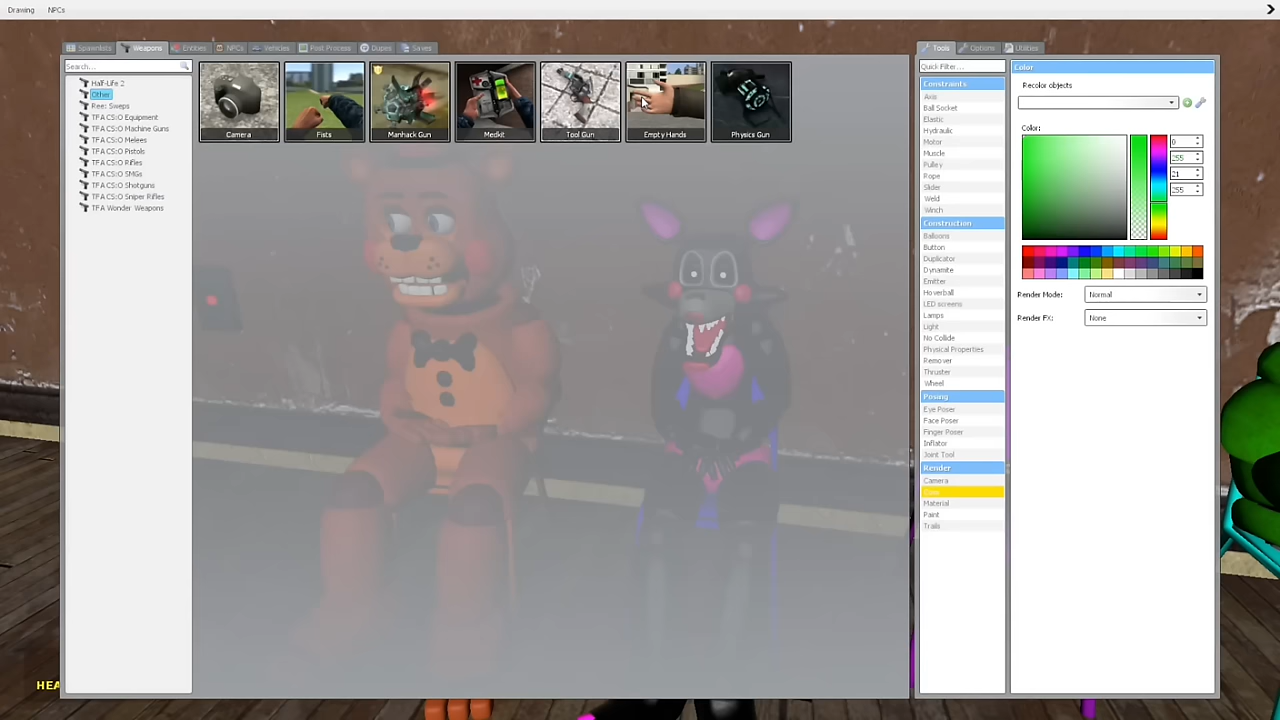 Drawing NPCs
Spawnlists Weapons Entities NPCs Vehicles Post Process Dupes Saves
Search...
Half-Life 2
Other
Ree: Sweps
TFA CS:O Equipment
TFA CS:O Machine Guns
TFA CS:O Melees
TFA CS:O Pistols
TFA CS:O Rifles
TFA CS:O SMGs
TFA CS:O Shotguns
TFA CS:O Sniper Rifles
TFA Wonder Weapons
Camera Fists Manhack Gun Medkit Tool Gun Empty Hands Physics Gun
HEA
Tools Options Utilities
Quick Filter...
Constraints
Axis
Ball Socket
Elastic
Hydraulic
Motor
Muscle
Pulley
Rope
Slider
Weld
Winch
Construction
Balloons
Button
Duplicator
Dynamite
Emitter
Hoverball
LED screens
Lamps
Light
No Collide
Physical Properties
Remover
Thruster
Wheel
Posing
Eye Poser
Face Poser
Finger Poser
Inflator
Joint Tool
Render
Camera
Color
Material
Paint
Trails
Color
Recolor objects
Color:
0
255
21
255
Render Mode: Normal
Render FX: None